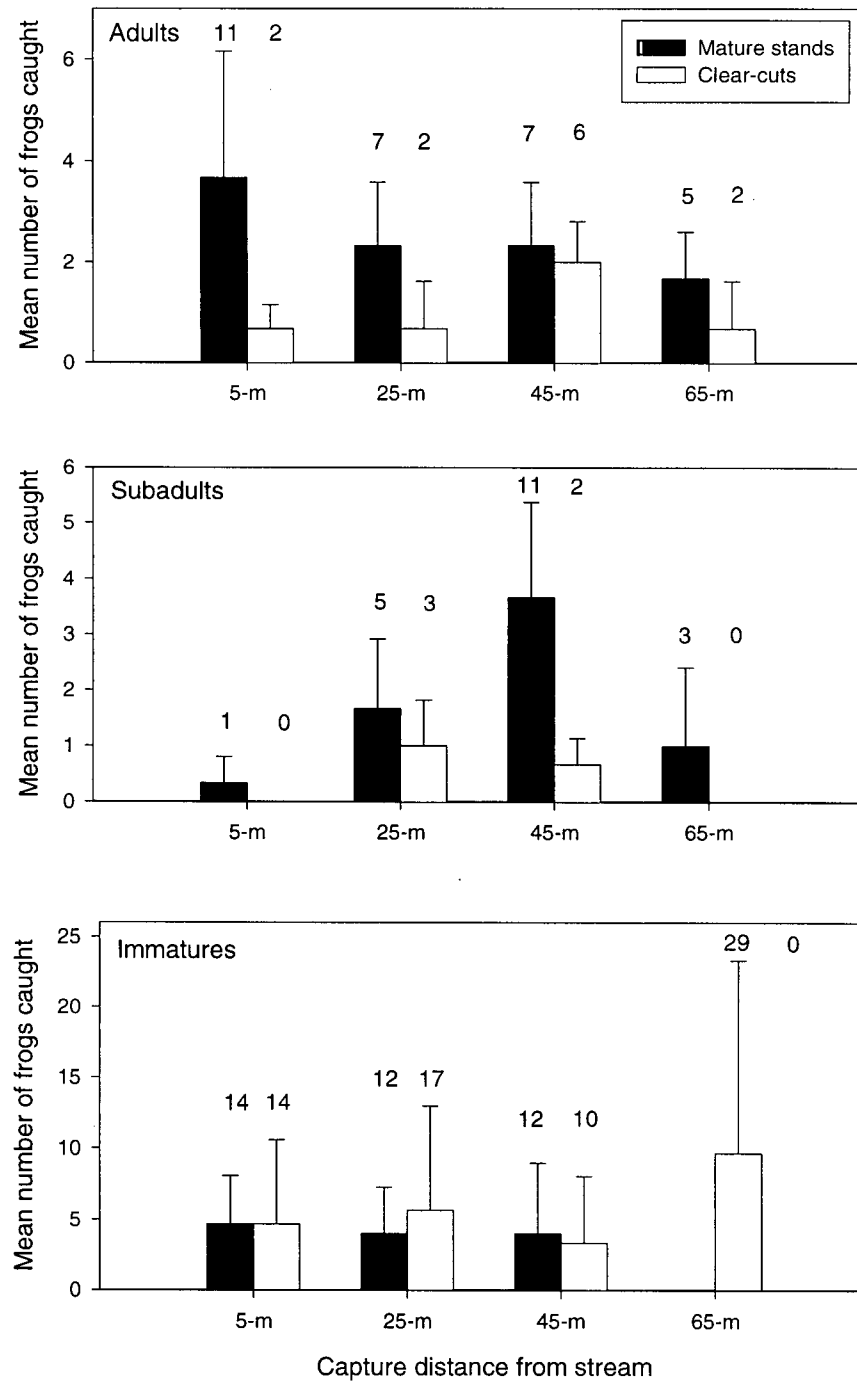 Adults
11 2
Mature stands
Clear-cuts
7 2
7 6
5 2
6
4
2
0
Mean number of frogs caught
5-m 25-m 45-m 65-m
Subadults
11 2
5 3
3 0
1 0
6
5
4
3
2
1
0
Mean number of frogs caught
5-m 25-m 45-m 65-m
Immatures
29 0
14 14
12 17
12 10
25
20
15
10
5
0
Mean number of frogs caught
5-m 25-m 45-m 65-m
Capture distance from stream